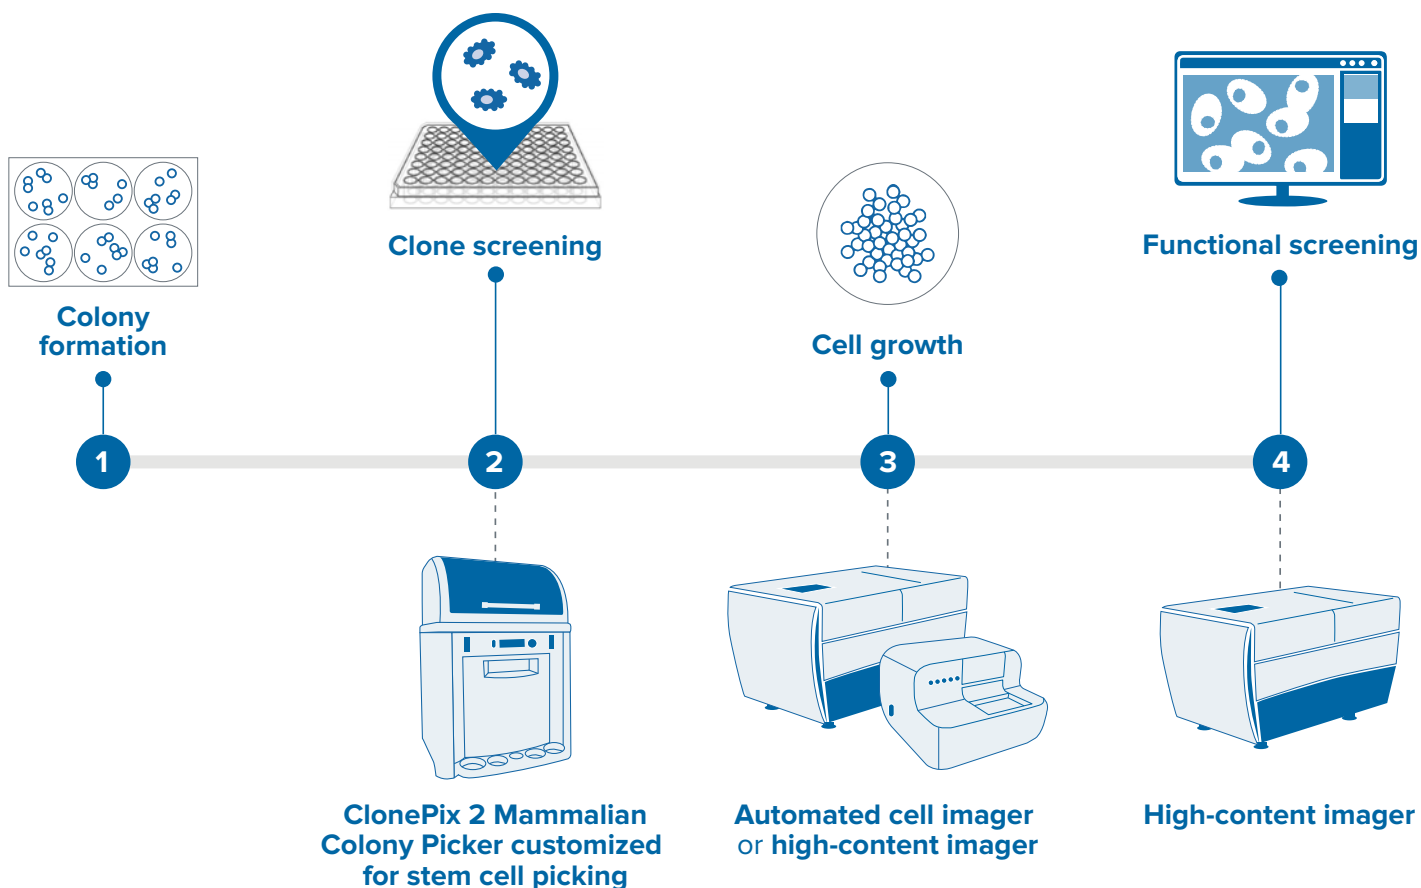 Colony
formation
Clone screening
Cell growth
Functional screening
1
2
3
4
ClonePix 2 Mammalian
Colony Picker customized
for stem cell picking
Automated cell imager
or high-content imager
High-content imager